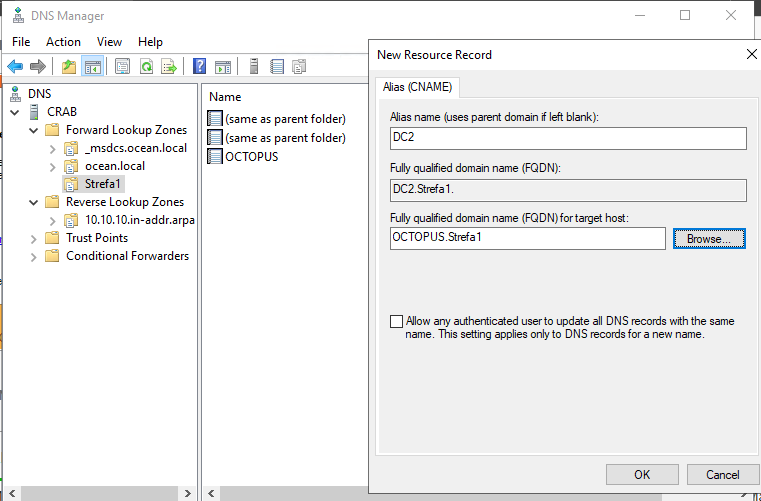 DNS Manager
File Action View Help
DNS
CRAB
Forward Lookup Zones
_msdcs.ocean.local
ocean.local
Strefa1
Reverse Lookup Zones
10.10.10.in-addr.arpa
Trust Points
Conditional Forwarders
Name
(same as parent folder)
(same as parent folder)
OCTOPUS
New Resource Record
Alias (CNAME)
Alias name (uses parent domain if left blank):
DC2
Fully qualified domain name (FQDN):
DC2.Strefa1.
Fully qualified domain name (FQDN) for target host:
OCTOPUS.Strefa1
Browse...
Allow any authenticated user to update all DNS records with the same
name. This setting applies only to DNS records for a new name.
OK
Cancel